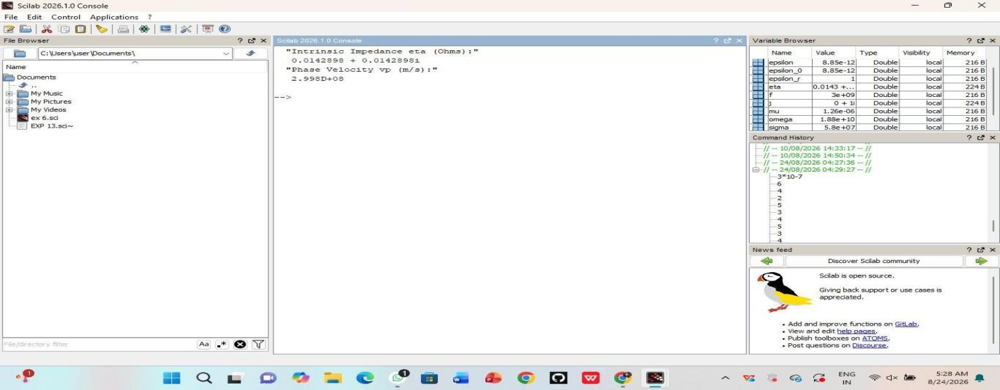 Scilab 2026.1.0 Console
File Edit Control Applications ?
File Browser ?
C:\Users\user\Documents\
Name
Documents
..
My Music
My Pictures
My Videos
ex 6.sci
EXP 13.sci~
File/directory filter
Aa .*
Scilab 2026.1.0 Console ?
"Intrinsic Impedance eta (Ohms):"
0.0142898 + 0.0142898i
"Phase Velocity vp (m/s):"
2.998D+08
-->
Variable Browser ?
Name Value Type Visibility Memory
epsilon 8.85e-12 Double local 216 B
epsilon_0 8.85e-12 Double local 216 B
epsilon_r 1 Double local 216 B
eta 0.0143 +... Double local 224 B
f 3e+09 Double local 216 B
j 0 + 1i Double local 224 B
mu 1.26e-06 Double local 216 B
omega 1.88e+10 Double local 216 B
sigma 5.8e+07 Double local 216 B
Command History ?
// -- 10/08/2026 14:33:17 -- //
// -- 10/08/2026 14:50:34 -- //
// -- 24/08/2026 04:27:36 -- //
// -- 24/08/2026 04:29:27 -- //
3*10-7
6
4
2
5
3
4
5
3
4
News feed ?
Discover Scilab community
Scilab is open source.
Giving back support or use cases is
appreciated.
• Add and improve functions on GitLab.
• View and edit help pages.
• Publish toolboxes on ATOMS.
• Post questions on Discourse.
1
1
ENG
IN
5:28 AM
8/24/2026